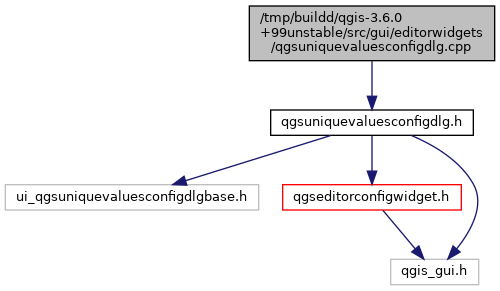 /tmp/buildd/qgis-3.6.0
+99unstable/src/gui/editorwidgets
/qgsuniquevaluesconfigdlg.cpp
qgsuniquevaluesconfigdlg.h
ui_qgsuniquevaluesconfigdlgbase.h
qgseditorconfigwidget.h
qgis_gui.h